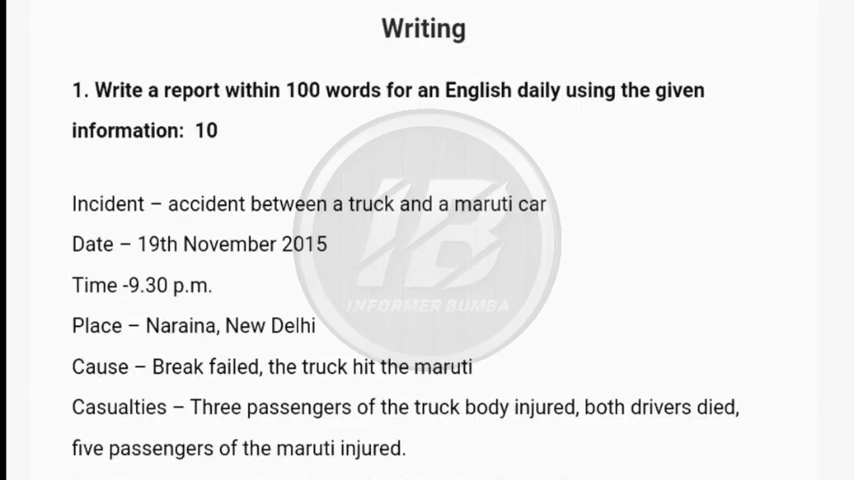 Writing
1. Write a report within 100 words for an English daily using the given
information: 10
Incident – accident between a truck and a maruti car
Date – 19th November 2015
Time -9.30 p.m.
Place – Naraina, New Delhi
Cause – Break failed, the truck hit the maruti
Casualties – Three passengers of the truck body injured, both drivers died,
five passengers of the maruti injured.
IB
INFORMER BUMBA